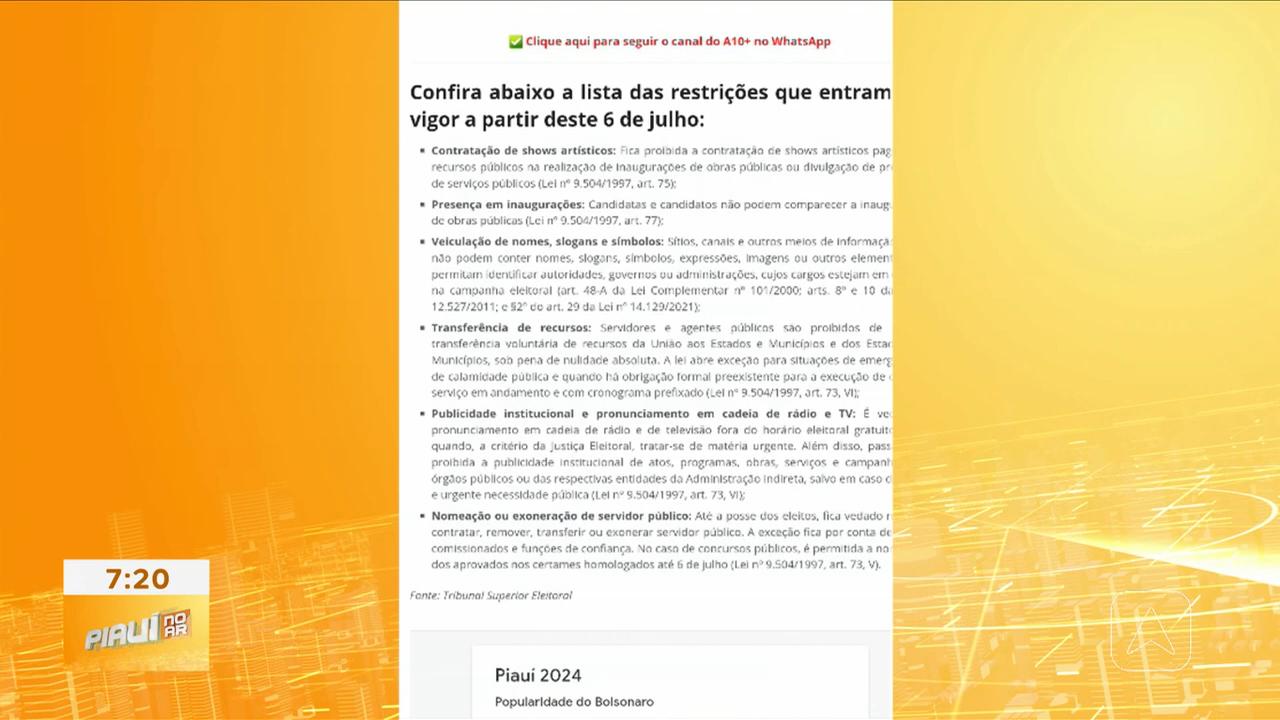 ✅ Clique aqui para seguir o canal do A10+ no WhatsApp
Confira abaixo a lista das restrições que entram
vigor a partir deste 6 de julho:
▪ Contratação de shows artísticos: Fica proibida a contratação de shows artísticos pag
recursos públicos na realização de inaugurações de obras públicas ou divulgação de pr
de serviços públicos (Lei nº 9.504/1997, art. 75);
▪ Presença em inaugurações: Candidatas e candidatos não podem comparecer a inaug
de obras públicas (Lei nº 9.504/1997, art. 77);
▪ Veiculação de nomes, slogans e símbolos: Sítios, canais e outros meios de informaçã
não podem conter nomes, slogans, símbolos, expressões, imagens ou outros element
permitam identificar autoridades, governos ou administrações, cujos cargos estejam em
na campanha eleitoral (art. 48-A da Lei Complementar nº 101/2000; arts. 8º e 10 da
12.527/2011; e §2º do art. 29 da Lei nº 14.129/2021);
▪ Transferência de recursos: Servidores e agentes públicos são proibidos de
transferência voluntária de recursos da União aos Estados e Municípios e dos Estad
Municípios, sob pena de nulidade absoluta. A lei abre exceção para situações de emerg
de calamidade pública e quando há obrigação formal preexistente para a execução de
serviço em andamento e com cronograma prefixado (Lei nº 9.504/1997, art. 73, VI);
▪ Publicidade institucional e pronunciamento em cadeia de rádio e TV: É ve
pronunciamento em cadeia de rádio e de televisão fora do horário eleitoral gratuit
quando, a critério da Justiça Eleitoral, tratar-se de matéria urgente. Além disso, pass
proibida a publicidade institucional de atos, programas, obras, serviços e campanh
órgãos públicos ou das respectivas entidades da Administração Indireta, salvo em caso d
e urgente necessidade pública (Lei nº 9.504/1997, art. 73, VI);
▪ Nomeação ou exoneração de servidor público: Até a posse dos eleitos, fica vedado
contratar, remover, transferir ou exonerar servidor público. A exceção fica por conta de
comissionados e funções de confiança. No caso de concursos públicos, é permitida a no
dos aprovados nos certames homologados até 6 de julho (Lei nº 9.504/1997, art. 73, V).
Fonte: Tribunal Superior Eleitoral
Piauí 2024
Popularidade do Bolsonaro
7:20
PIAUÍ NO AR